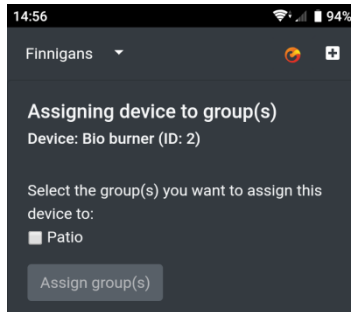 14:56 94%
Finnigans
Assigning device to group(s)
Device: Bio burner (ID: 2)
Select the group(s) you want to assign this
device to:
Patio
Assign group(s)